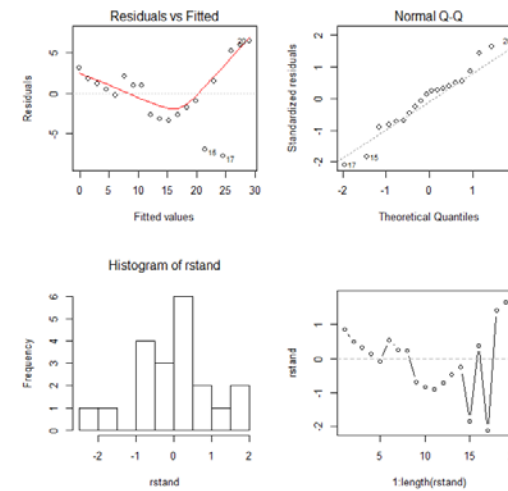 Residuals vs Fitted
Residuals
5
0
-5
20
15
17
0 5 10 15 20 25 30
Fitted values
Normal Q-Q
Standardized residuals
2
1
0
-1
-2
2
15
17
-2 -1 0 1
Theoretical Quantiles
Histogram of rstand
Frequency
6
5
4
3
2
1
0
-2 -1 0 1 2
rstand
rstand
1
0
-1
-2
5 10 15
1:length(rstand)